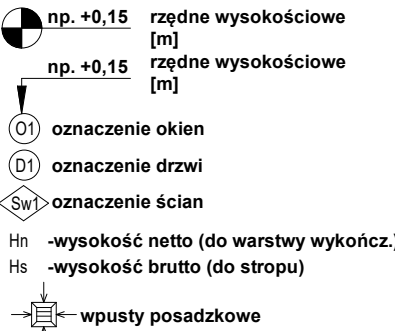 np. +0,15 rzędne wysokościowe
[m]
np. +0,15 rzędne wysokościowe
[m]
O1 oznaczenie okien
D1 oznaczenie drzwi
Sw1 oznaczenie ścian
Hn -wysokość netto (do warstwy wykończ.)
Hs -wysokość brutto (do stropu)
wpusty posadzkowe